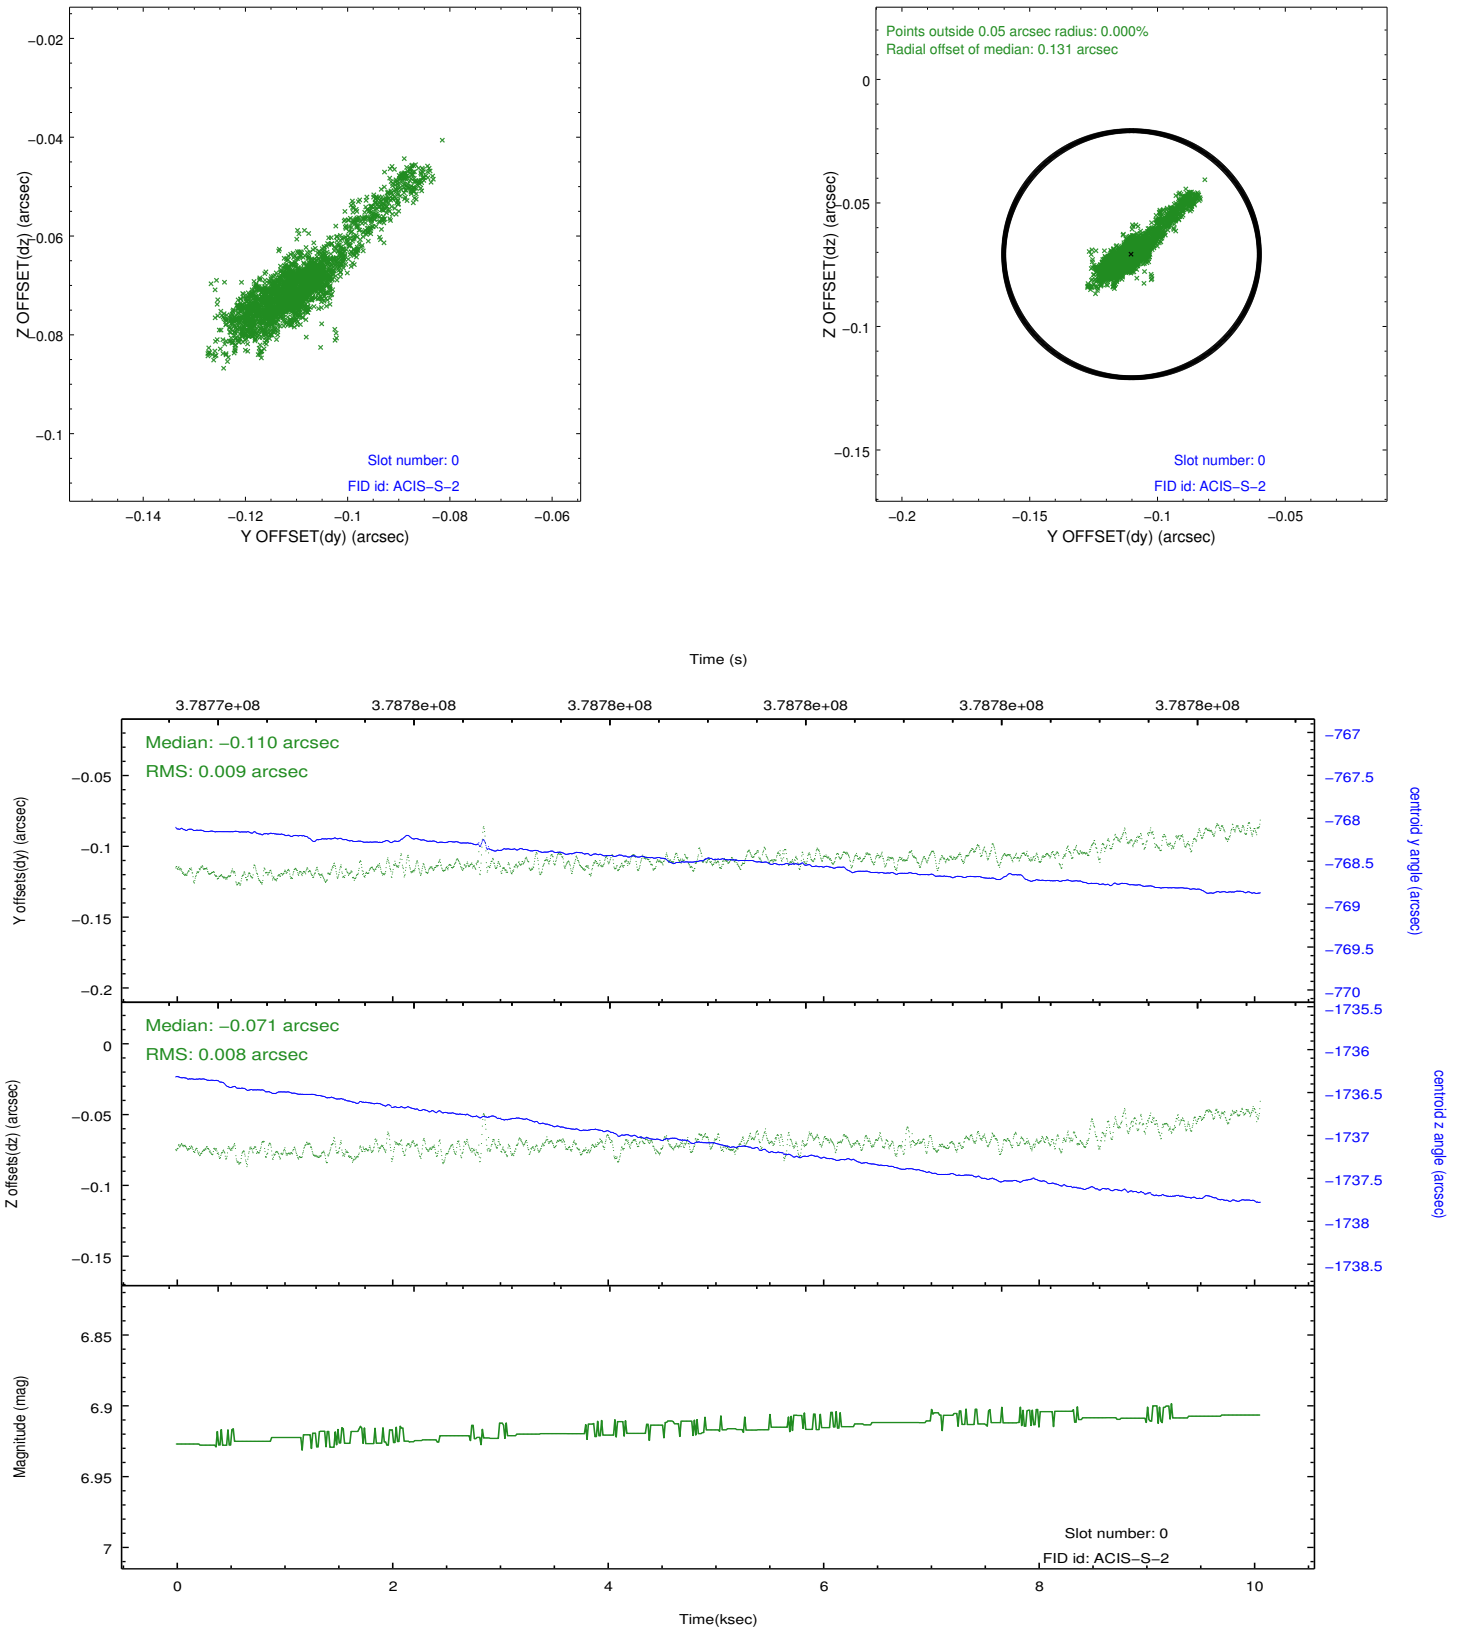 −0.02
−0.04
−0.06
−0.08
−0.1
Z OFFSET(dz) (arcsec)
Slot number: 0
FID id: ACIS−S−2
−0.14 −0.12 −0.1 −0.08 −0.06
Y OFFSET(dy) (arcsec)
Points outside 0.05 arcsec radius: 0.000%
Radial offset of median: 0.131 arcsec
0
−0.05
−0.1
−0.15
Z OFFSET(dz) (arcsec)
Slot number: 0
FID id: ACIS−S−2
−0.2 −0.15 −0.1 −0.05
Y OFFSET(dy) (arcsec)
Time (s)
3.7877e+08 3.7878e+08 3.7878e+08 3.7878e+08 3.7878e+08 3.7878e+08
Median: −0.110 arcsec
RMS: 0.009 arcsec
−0.05
−0.1
−0.15
−0.2
Y offsets(dy) (arcsec)
−767
−767.5
−768
−768.5
−769
−769.5
−770
centroid y angle (arcsec)
Median: −0.071 arcsec
RMS: 0.008 arcsec
0
−0.05
−0.1
−0.15
Z offsets(dz) (arcsec)
−1735.5
−1736
−1736.5
−1737
−1737.5
−1738
−1738.5
centroid z angle (arcsec)
6.85
6.9
6.95
7
Magnitude (mag)
Slot number: 0
FID id: ACIS−S−2
0 2 4 6 8 10
Time(ksec)